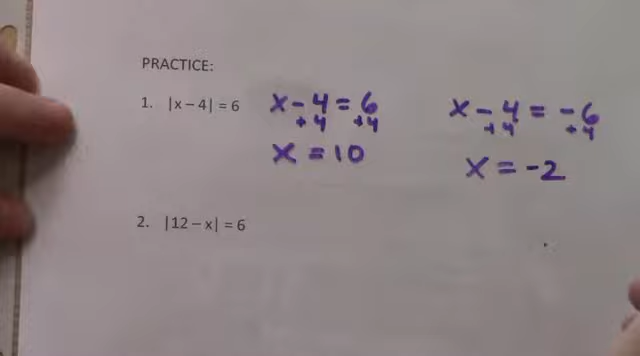 PRACTICE:
1. |x – 4| = 6 x - 4 = 6 x - 4 = -6
+4 +4 +4 +4
x = 10 x = -2
2. |12 – x| = 6